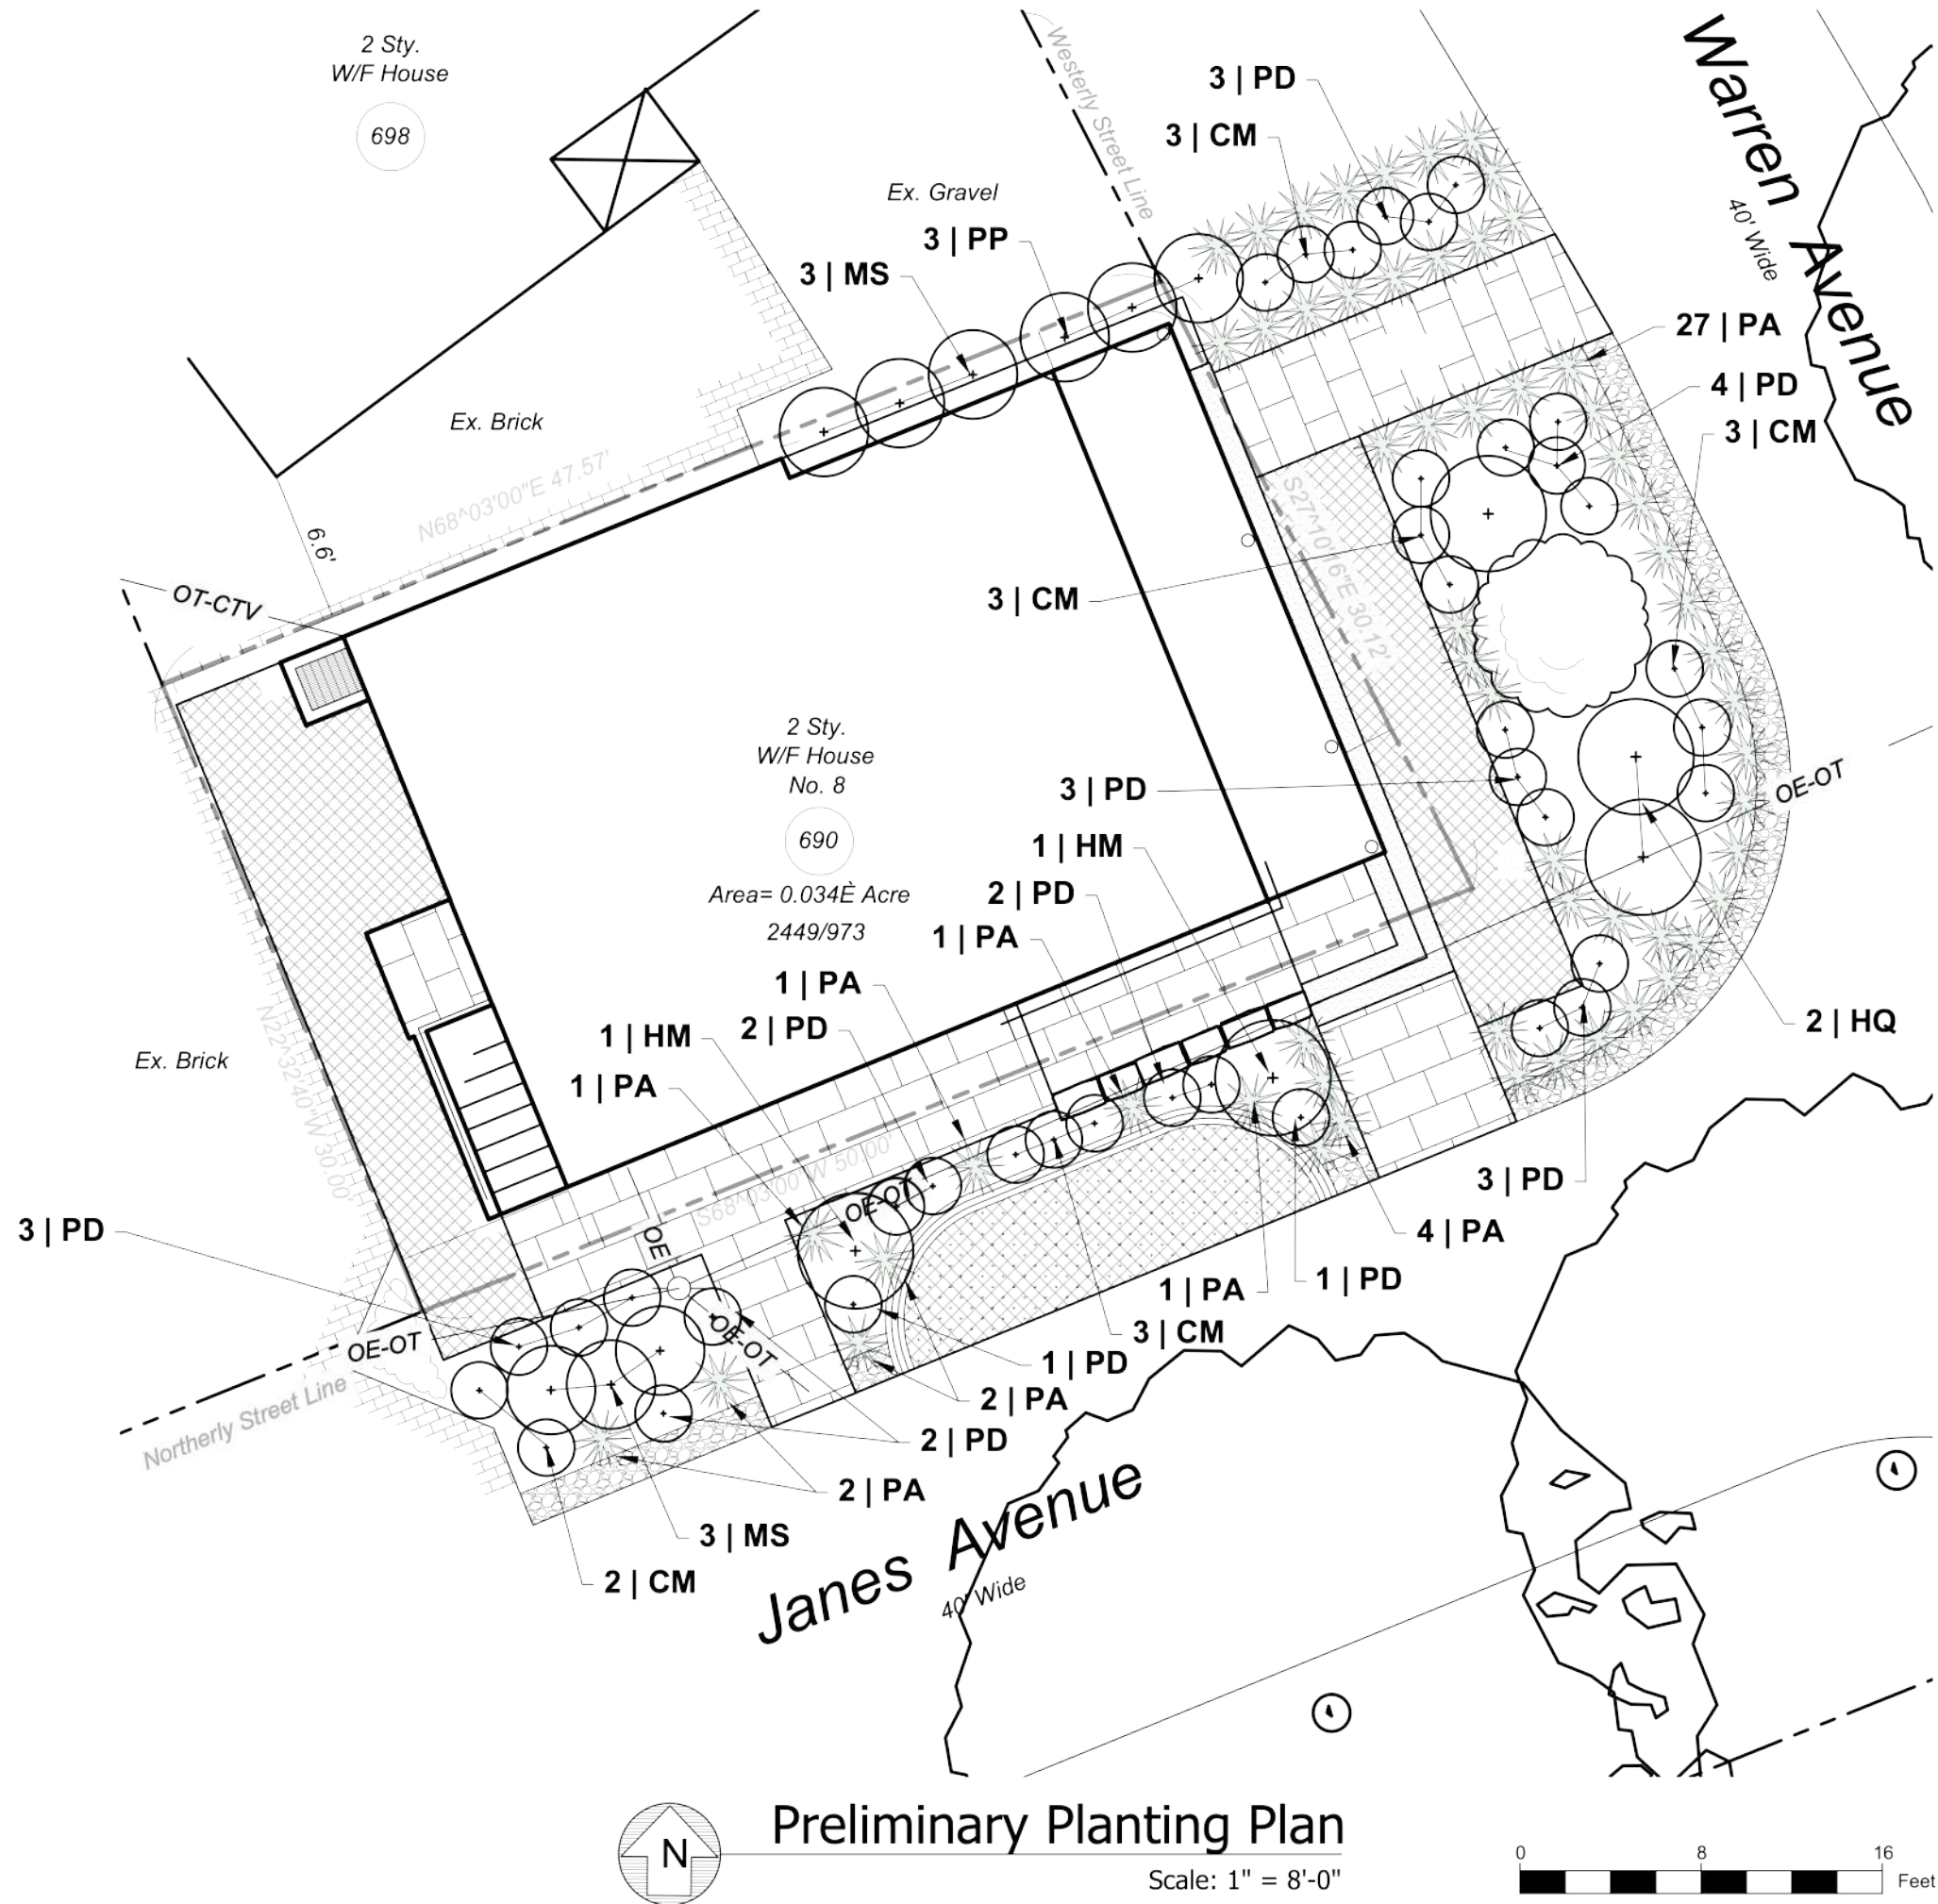 2 Sty.
W/F House
698
Westerly Street Line
3 | PD
3 | CM
Warren Avenue
40' Wide
Ex. Gravel
3 | PP
3 | MS
27 | PA
4 | PD
3 | CM
Ex. Brick
N68^03'00"E 47.57'
6.6'
S27^10'16"E 30.12'
OT-CTV
3 | CM
2 Sty.
W/F House
No. 8
690
Area= 0.034È Acre
2449/973
3 | PD
OE-OT
1 | HM
2 | PD
1 | PA
1 | PA
2 | PD
1 | HM
1 | PA
2 | HQ
Ex. Brick
N22^32'40"W 30.00'
S68^03'00"W 50.00'
3 | PD
4 | PA
3 | PD
OE-OT
OE
OE-OT
OE-OT
1 | PA
1 | PD
3 | CM
1 | PD
2 | PA
2 | PD
2 | PA
3 | MS
2 | CM
Northerly Street Line
Janes Avenue
40' Wide
N
Preliminary Planting Plan
Scale: 1" = 8'-0"
0 8 16
Feet